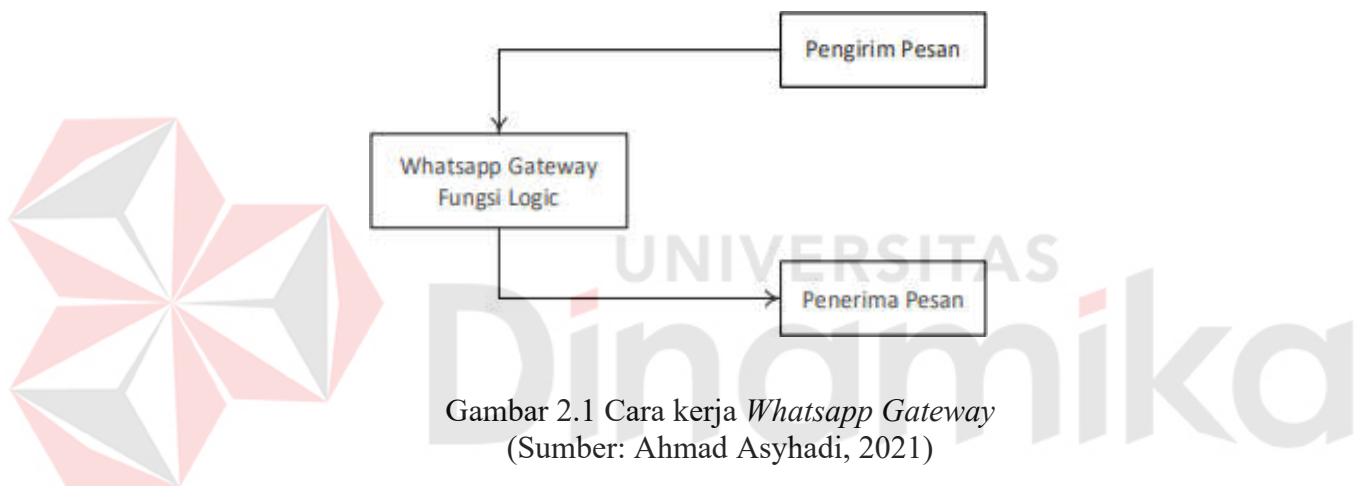 Pengirim Pesan
Whatsapp Gateway
Fungsi Logic
UNIVERSITAS
Dinamika
Penerima Pesan
Gambar 2.1 Cara kerja Whatsapp Gateway
(Sumber: Ahmad Asyhadi, 2021)